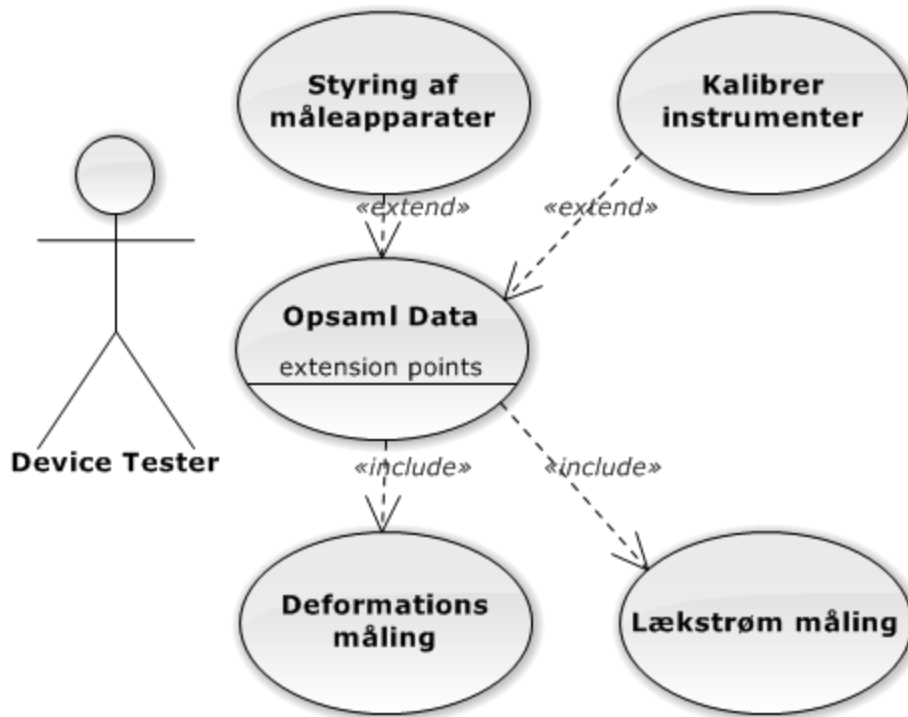 Styring af
måleapparater
Kalibrer
instrumenter
«extend»
«extend»
Opsaml Data
extension points
Device Tester
«include»
«include»
Deformations
måling
Lækstrøm måling